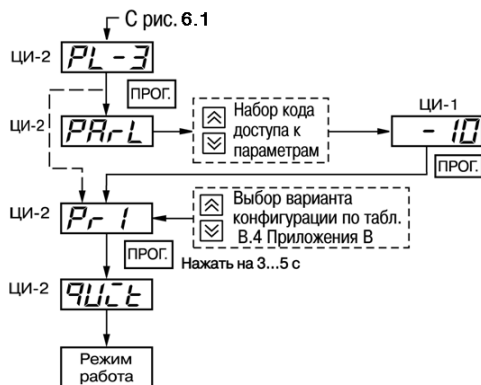 С рис. 6.1
ЦИ-2 PL-3
ПРОГ.
ЦИ-2 PArL
Набор кода
доступа к
параметрам
ЦИ-1
-10
ПРОГ.
ЦИ-2 Pr 1
Выбор варианта
конфигурации по табл.
В.4 Приложения В
ПРОГ.
Нажать на 3...5 с
ЦИ-2 qUit
Режим
работа